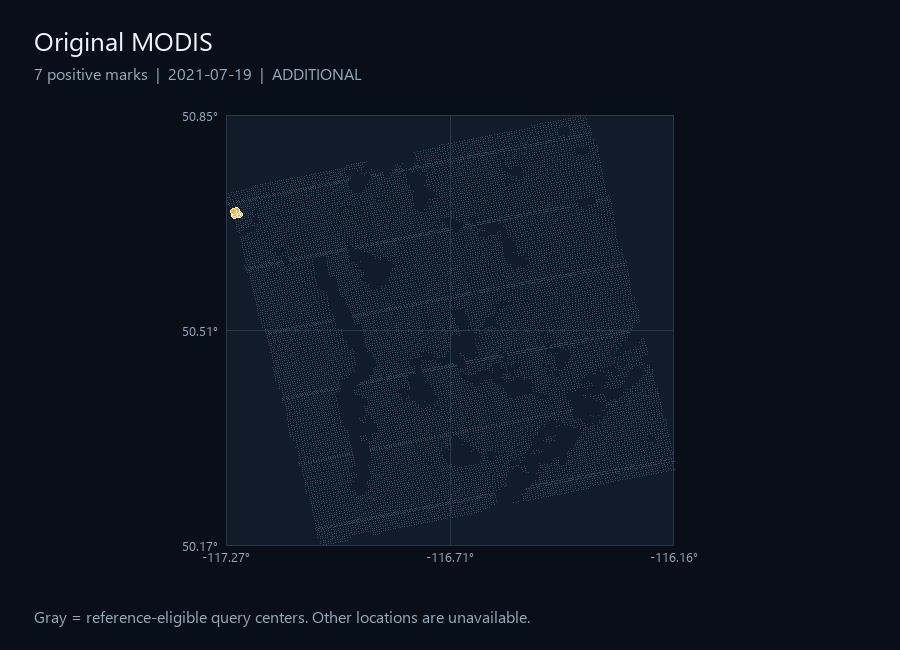 Original MODIS
7 positive marks | 2021-07-19 | ADDITIONAL
50.85°
50.51°
50.17°
-117.27° -116.71° -116.16°
Gray = reference-eligible query centers. Other locations are unavailable.